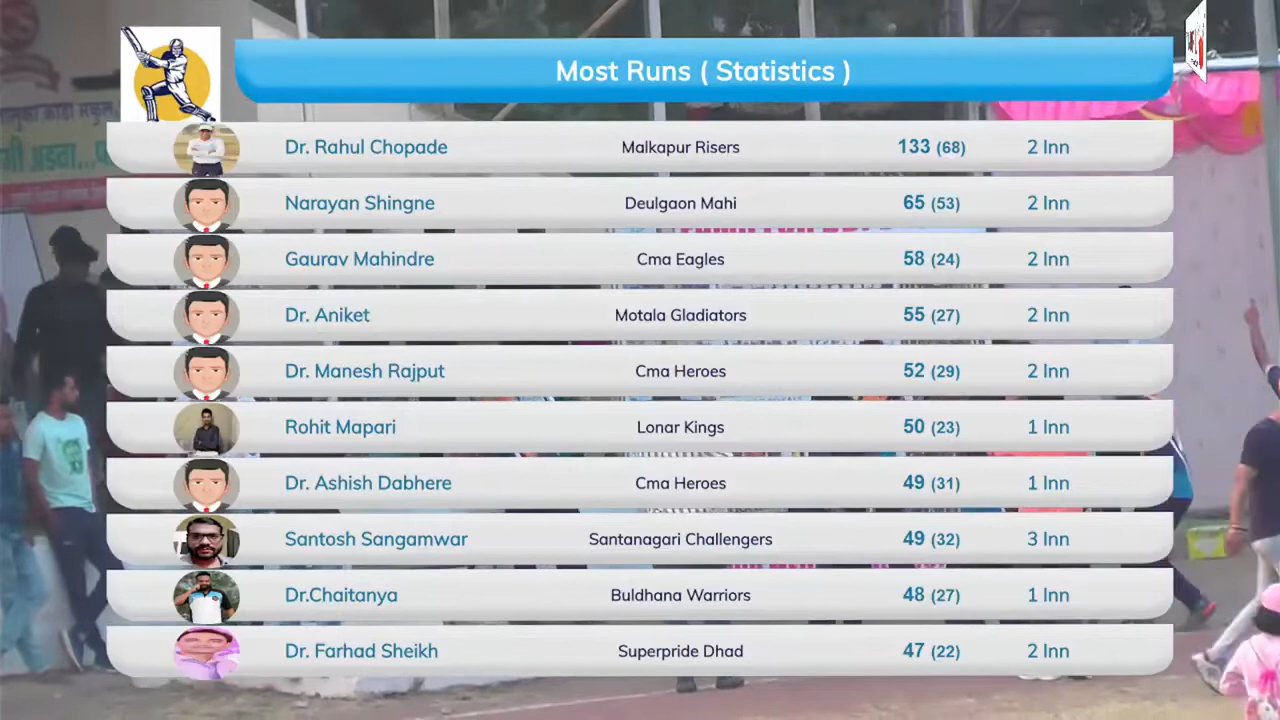 Most Runs ( Statistics )
Dr. Rahul Chopade Malkapur Risers 133 (68) 2 Inn
Narayan Shingne Deulgaon Mahi 65 (53) 2 Inn
Gaurav Mahindre Cma Eagles 58 (24) 2 Inn
Dr. Aniket Motala Gladiators 55 (27) 2 Inn
Dr. Manesh Rajput Cma Heroes 52 (29) 2 Inn
Rohit Mapari Lonar Kings 50 (23) 1 Inn
Dr. Ashish Dabhere Cma Heroes 49 (31) 1 Inn
Santosh Sangamwar Santanagari Challengers 49 (32) 3 Inn
Dr.Chaitanya Buldhana Warriors 48 (27) 1 Inn
Dr. Farhad Sheikh Superpride Dhad 47 (22) 2 Inn